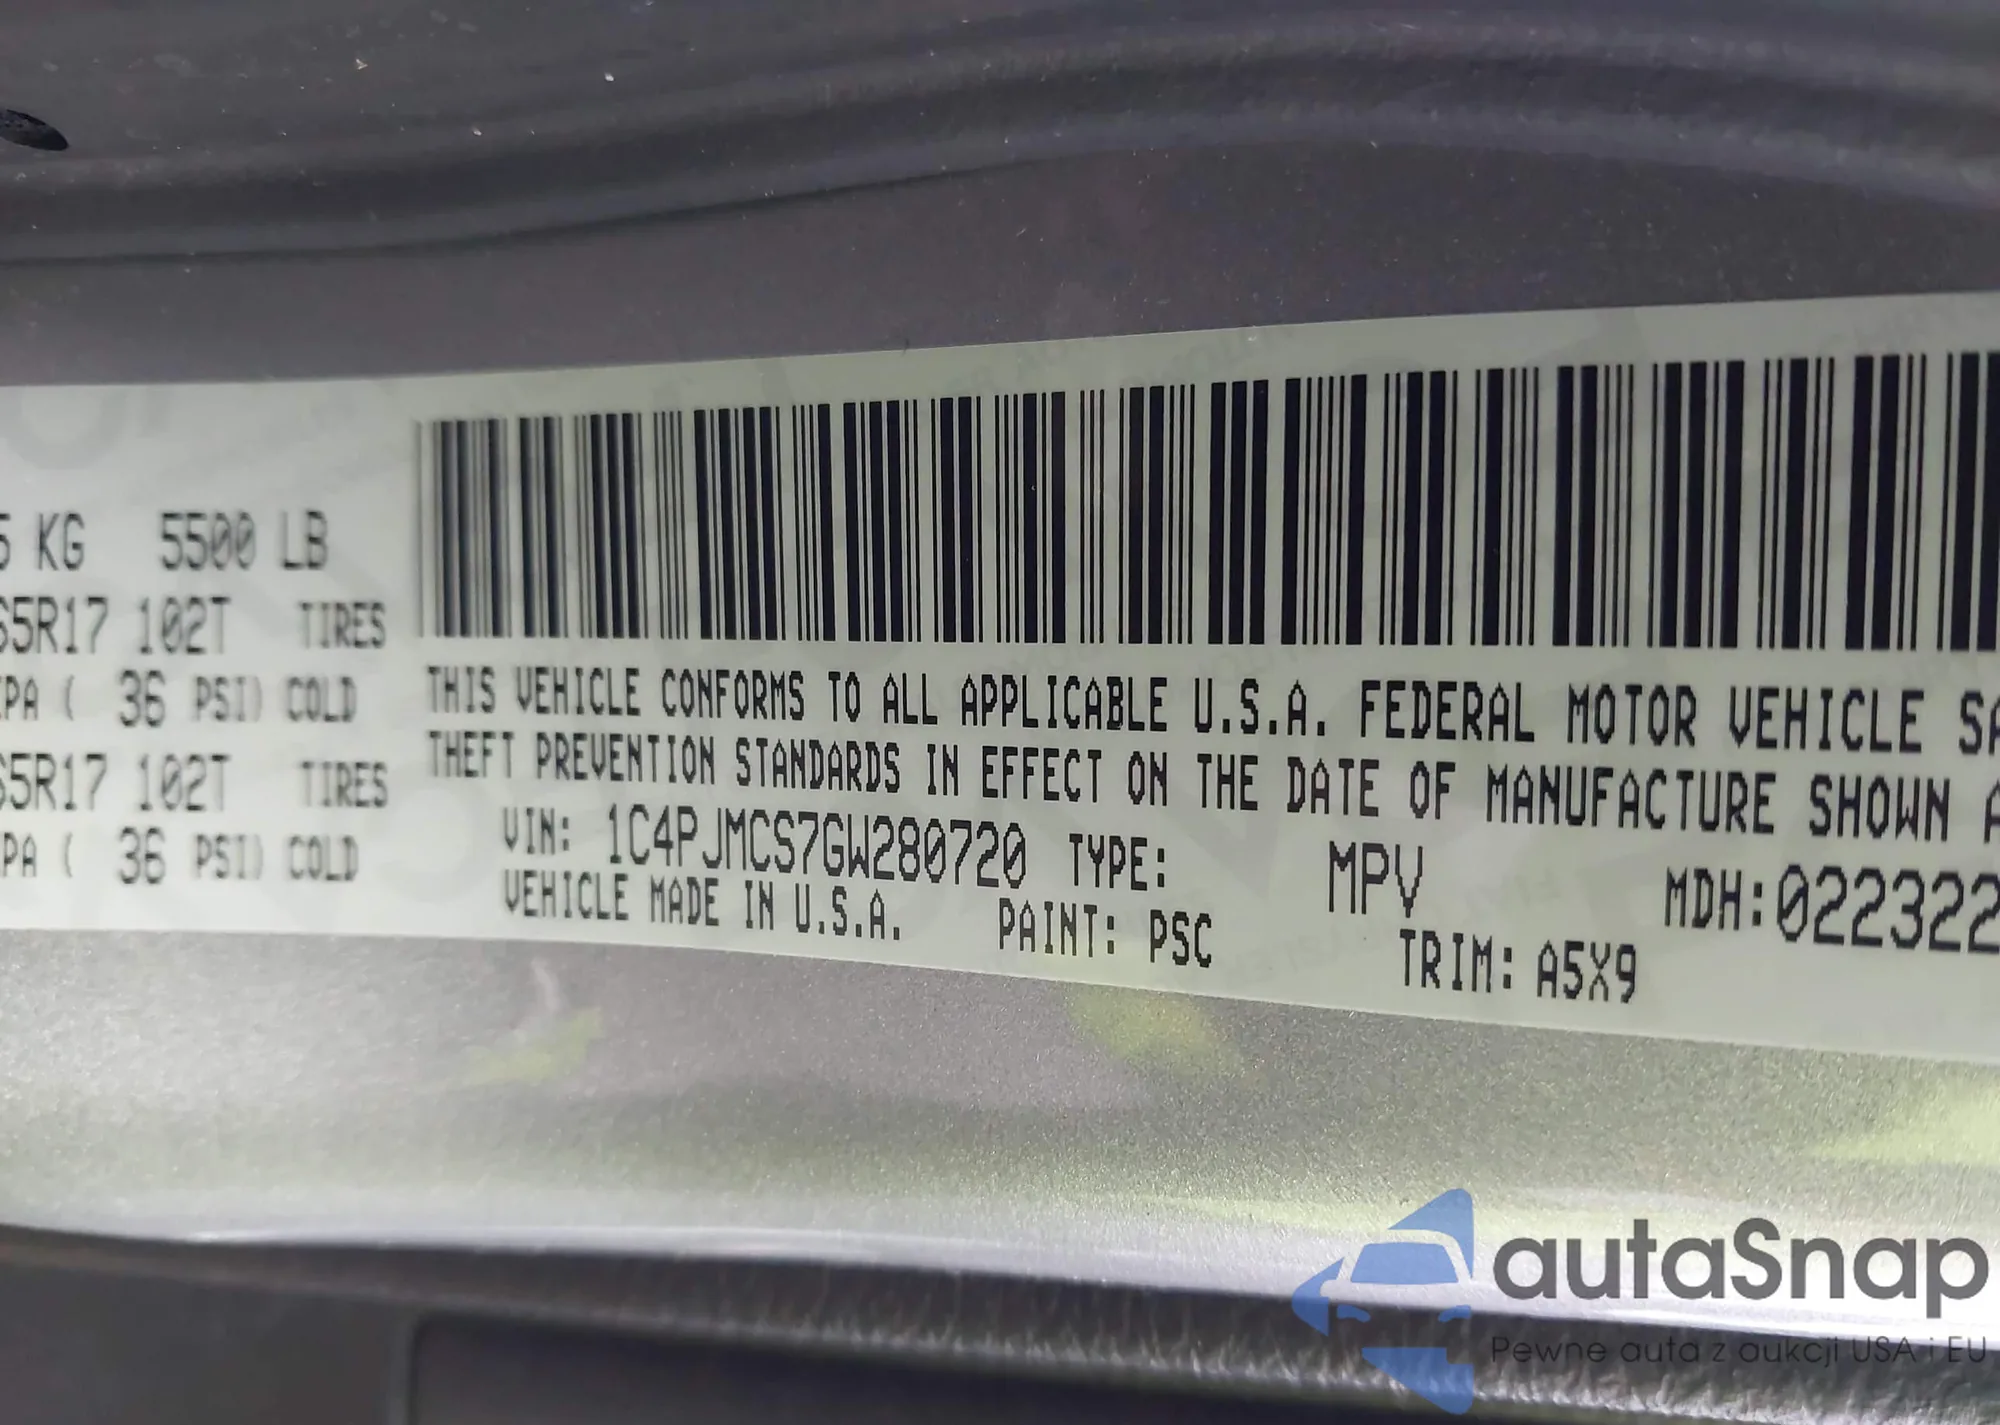 5 KG 5500 LB
65R17 102T TIRES
PA ( 36 PSI) COLD
65R17 102T TIRES
PA ( 36 PSI) COLD
THIS VEHICLE CONFORMS TO ALL APPLICABLE U.S.A. FEDERAL MOTOR VEHICLE SA
THEFT PREVENTION STANDARDS IN EFFECT ON THE DATE OF MANUFACTURE SHOWN A
VIN: 1C4PJMCS7GW280720 TYPE: MPV MDH:022322
VEHICLE MADE IN U.S.A. PAINT: PSC TRIM: A5X9
autaSnap
Pewne auta z aukcji USA i EU